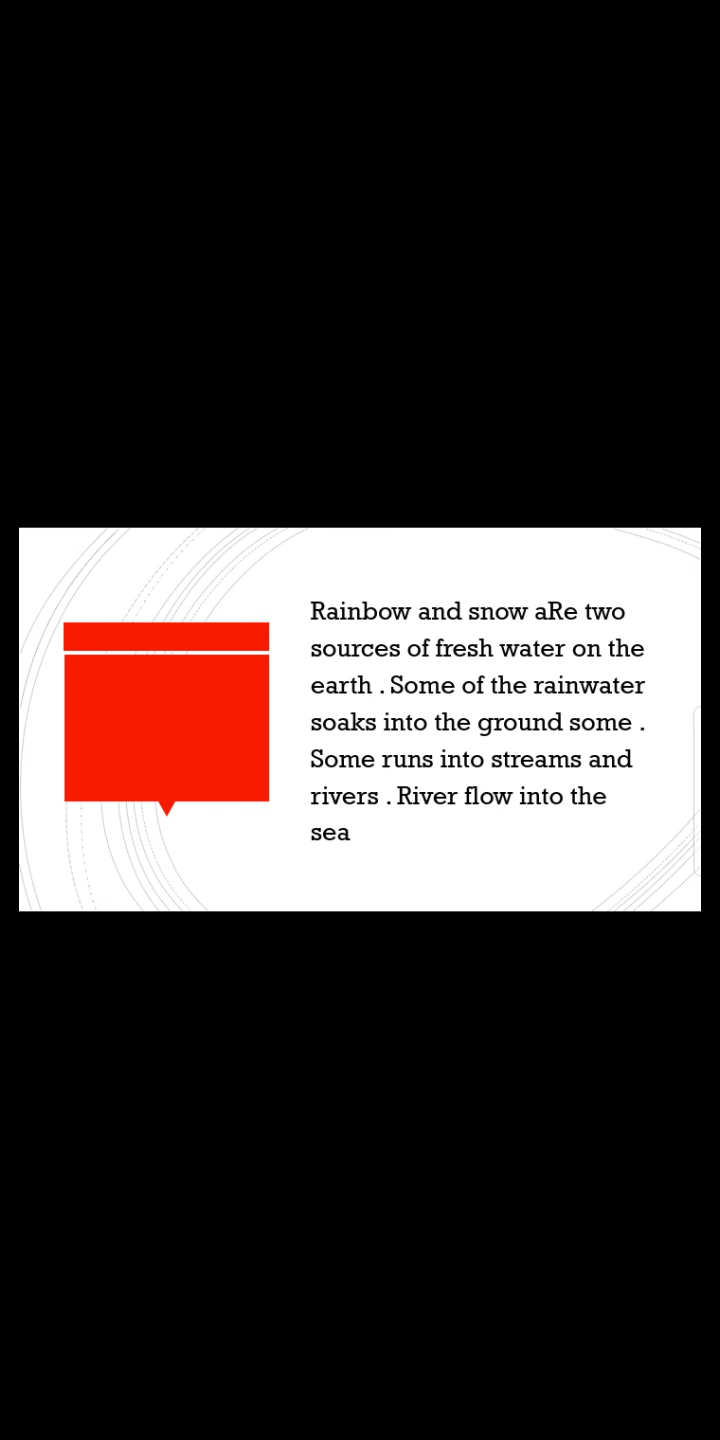 Rainbow and snow aRe two
sources of fresh water on the
earth . Some of the rainwater
soaks into the ground some .
Some runs into streams and
rivers . River flow into the
sea